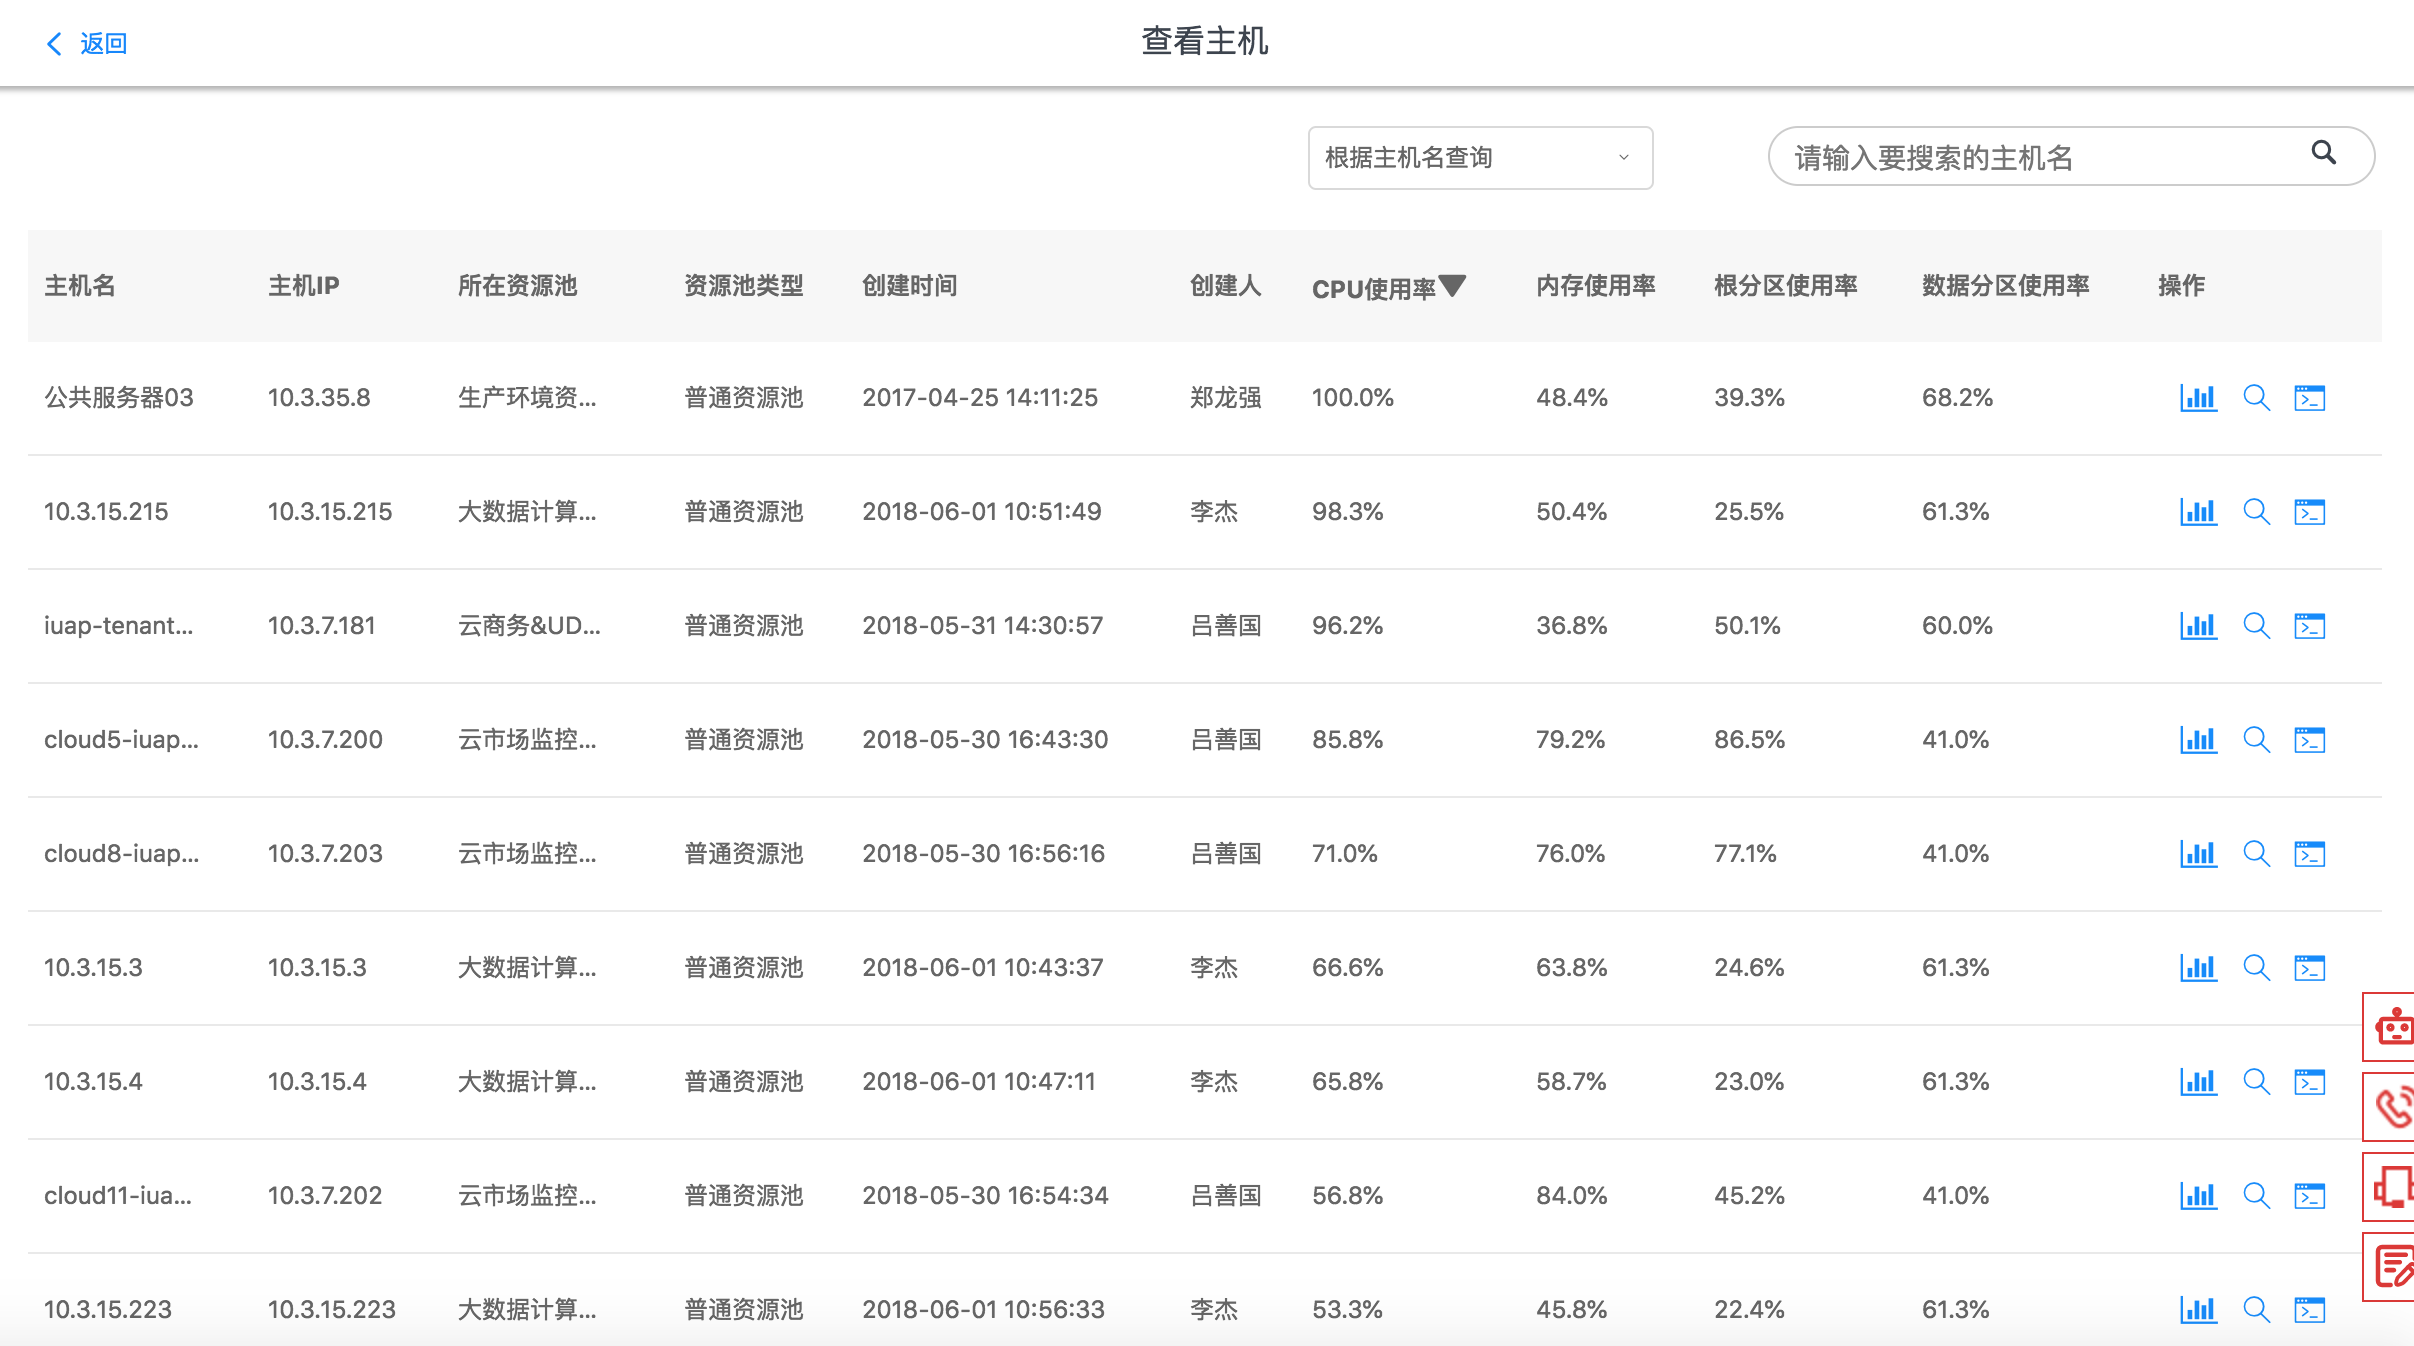 返回
查看主机
根据主机名查询
请输入要搜索的主机名
主机名 主机IP 所在资源池 资源池类型 创建时间 创建人 CPU使用率 内存使用率 根分区使用率 数据分区使用率 操作
公共服务器03 10.3.35.8 生产环境资... 普通资源池 2017-04-25 14:11:25 郑龙强 100.0% 48.4% 39.3% 68.2%
10.3.15.215 10.3.15.215 大数据计算... 普通资源池 2018-06-01 10:51:49 李杰 98.3% 50.4% 25.5% 61.3%
iuap-tenant... 10.3.7.181 云商务&UD... 普通资源池 2018-05-31 14:30:57 吕善国 96.2% 36.8% 50.1% 60.0%
cloud5-iuap... 10.3.7.200 云市场监控... 普通资源池 2018-05-30 16:43:30 吕善国 85.8% 79.2% 86.5% 41.0%
cloud8-iuap... 10.3.7.203 云市场监控... 普通资源池 2018-05-30 16:56:16 吕善国 71.0% 76.0% 77.1% 41.0%
10.3.15.3 10.3.15.3 大数据计算... 普通资源池 2018-06-01 10:43:37 李杰 66.6% 63.8% 24.6% 61.3%
10.3.15.4 10.3.15.4 大数据计算... 普通资源池 2018-06-01 10:47:11 李杰 65.8% 58.7% 23.0% 61.3%
cloud11-iua... 10.3.7.202 云市场监控... 普通资源池 2018-05-30 16:54:34 吕善国 56.8% 84.0% 45.2% 41.0%
10.3.15.223 10.3.15.223 大数据计算... 普通资源池 2018-06-01 10:56:33 李杰 53.3% 45.8% 22.4% 61.3%